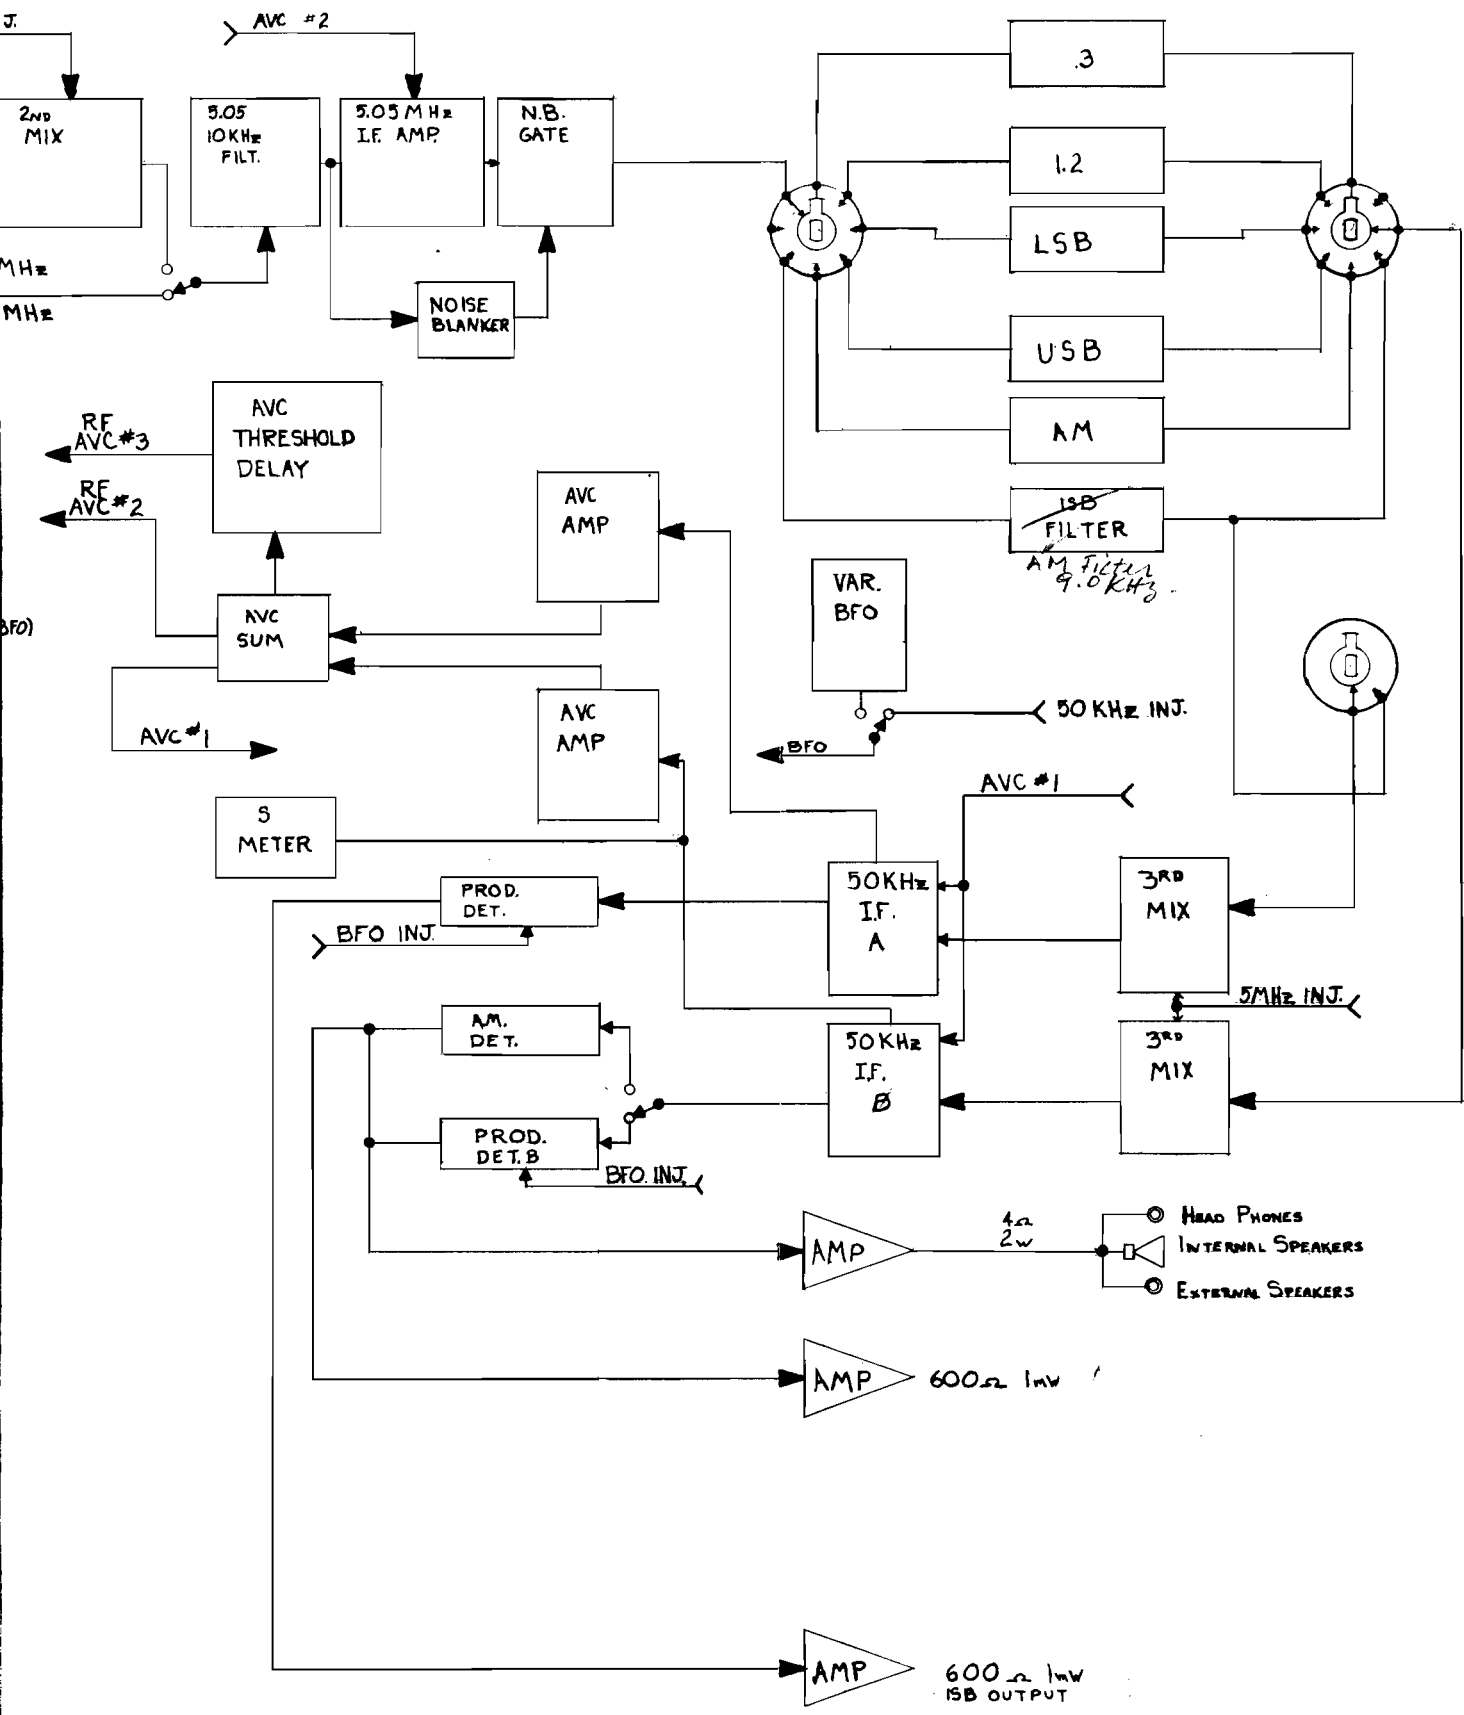 J.
AVC #2
2ND
MIX
5.05
10KHz
FILT.
5.05MHz
I.F. AMP.
N.B.
GATE
.3
1.2
LSB
USB
AM
ISB
FILTER
AM Filter
9.0 KHz.
MHz
MHz
NOISE
BLANKER
AVC
THRESHOLD
DELAY
RF
AVC #3
RF
AVC #2
AVC
AMP
VAR.
BFO
AVC
SUM
BFO)
AVC
AMP
50 KHz INJ.
BFO
AVC #1
AVC #1
S
METER
PROD.
DET.
BFO INJ.
50KHz
I.F.
A
3RD
MIX
5MHz INJ.
AM.
DET.
50KHz
I.F.
B
3RD
MIX
PROD.
DET. B
BFO. INJ.
AMP
4Ω
2W
HEAD PHONES
INTERNAL SPEAKERS
EXTERNAL SPEAKERS
AMP
600Ω 1mW
AMP
600Ω 1mW
ISB OUTPUT